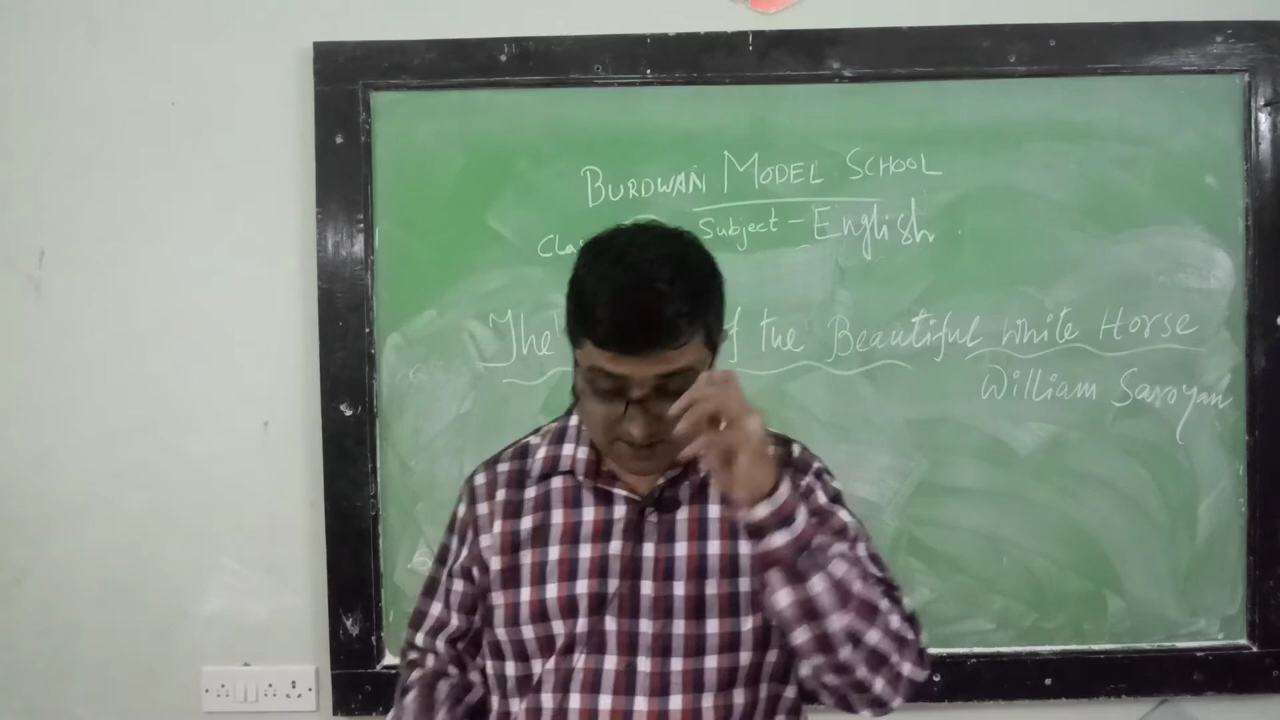 BURDWAN MODEL SCHOOL
Subject - English
The the Beautiful White Horse
William Saroyan